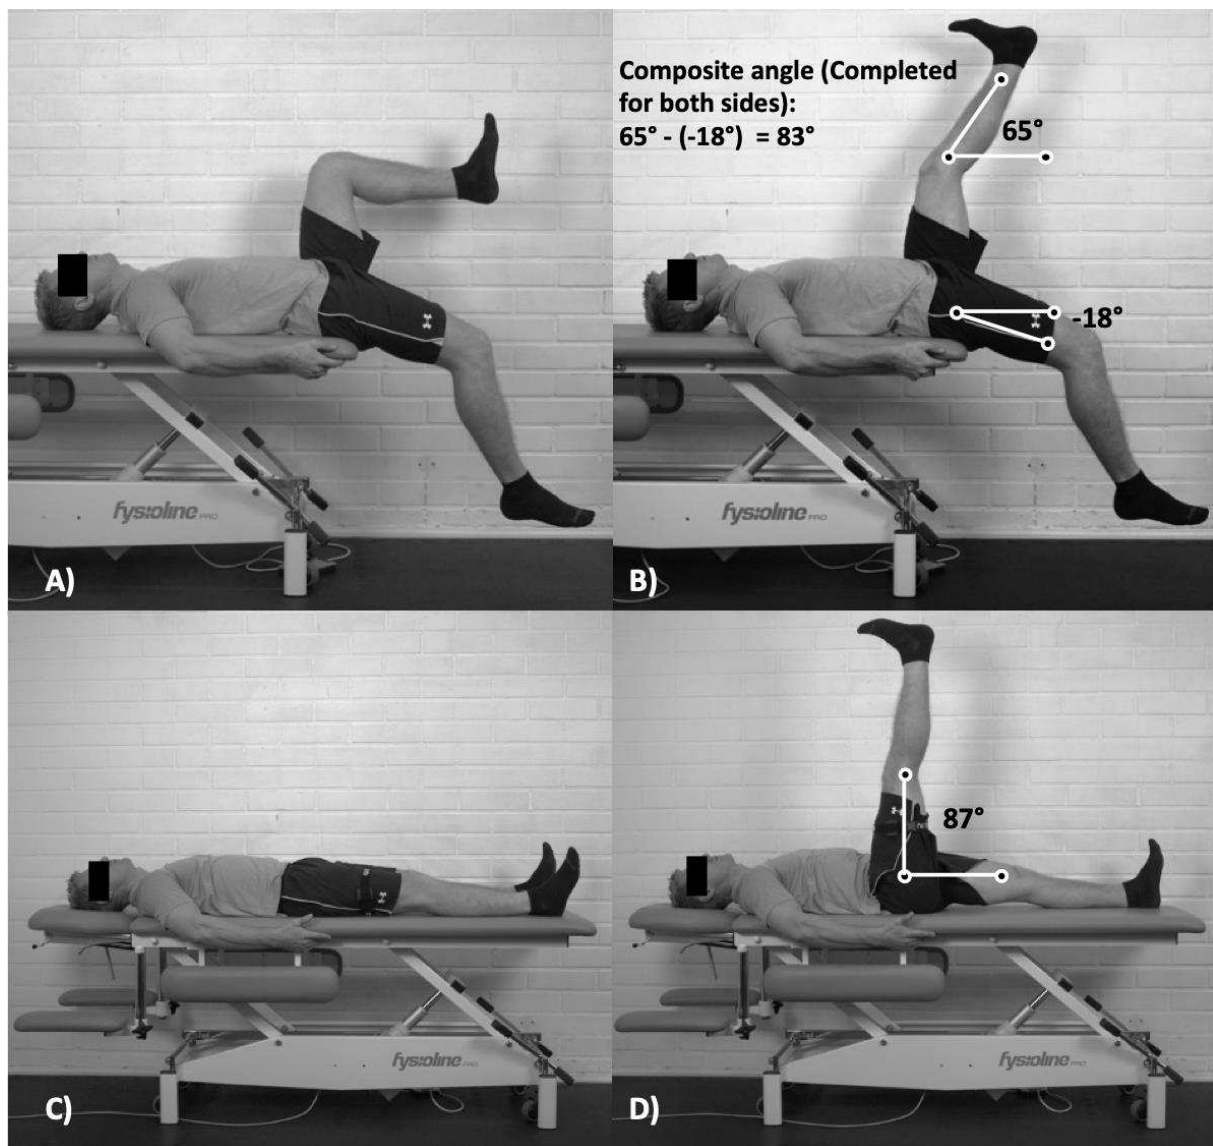 Composite angle (Completed
for both sides):
65° - (-18°) = 83°
65°
-18°
fysioline PRO
A)
fysioline PRO
B)
87°
fysioline PRO
C)
fysioline PRO
D)